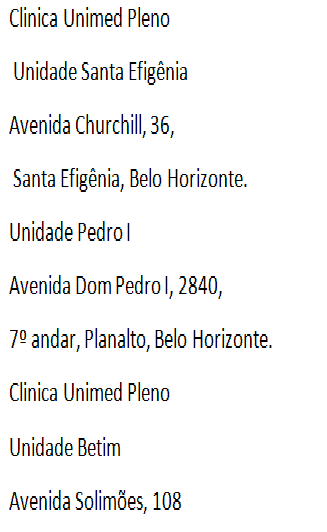 Clinica Unimed Pleno
Unidade Santa Efigênia
Avenida Churchill, 36,
Santa Efigênia, Belo Horizonte.
Unidade Pedro I
Avenida Dom Pedro I, 2840,
7º andar, Planalto, Belo Horizonte.
Clinica Unimed Pleno
Unidade Betim
Avenida Solimões, 108